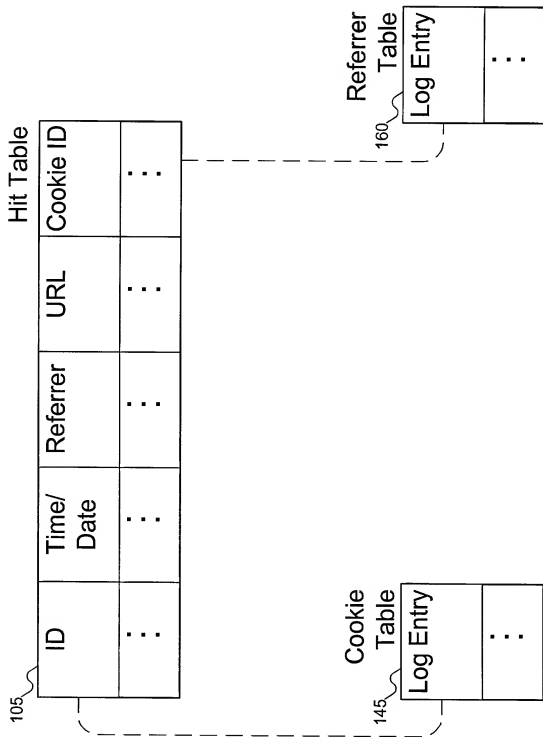 Hit Table
105
ID
Time/
Date
Referrer
URL
Cookie ID
⋮ ⋮ ⋮ ⋮ ⋮
Cookie
Table
145
Log Entry
⋮
Referrer
Table
160
Log Entry
⋮